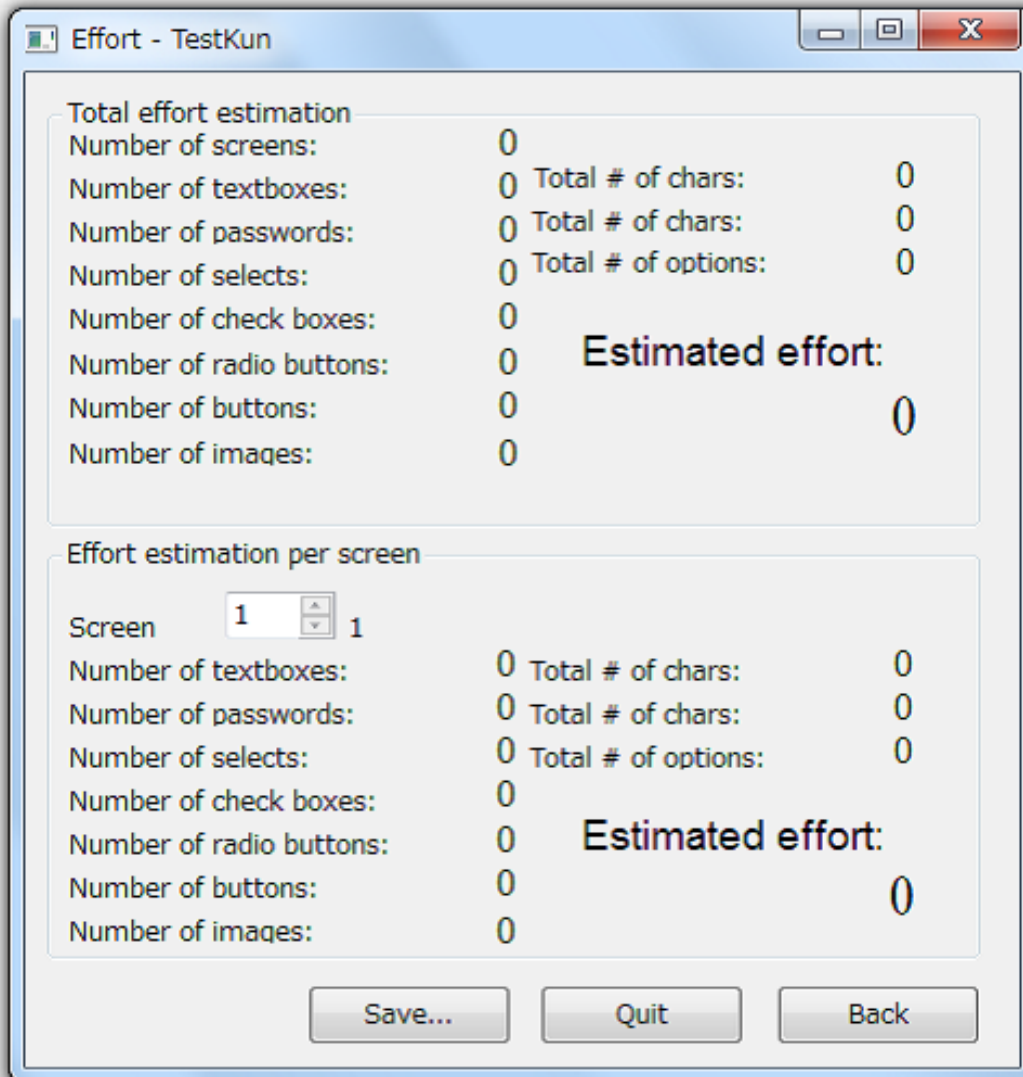 Effort - TestKun
Total effort estimation
Number of screens: 0
Number of textboxes: 0 Total # of chars: 0
Number of passwords: 0 Total # of chars: 0
Number of selects: 0 Total # of options: 0
Number of check boxes: 0
Number of radio buttons: 0 Estimated effort:
Number of buttons: 0 0
Number of images: 0
Effort estimation per screen
Screen 1 1
Number of textboxes: 0 Total # of chars: 0
Number of passwords: 0 Total # of chars: 0
Number of selects: 0 Total # of options: 0
Number of check boxes: 0
Number of radio buttons: 0 Estimated effort:
Number of buttons: 0 0
Number of images: 0
Save... Quit Back